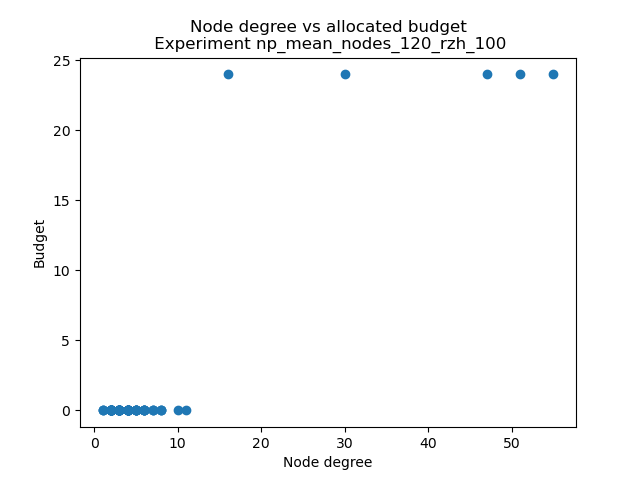 Node degree vs allocated budget
Experiment np_mean_nodes_120_rzh_100
25
20
15
10
5
0
Budget
0 10 20 30 40 50
Node degree